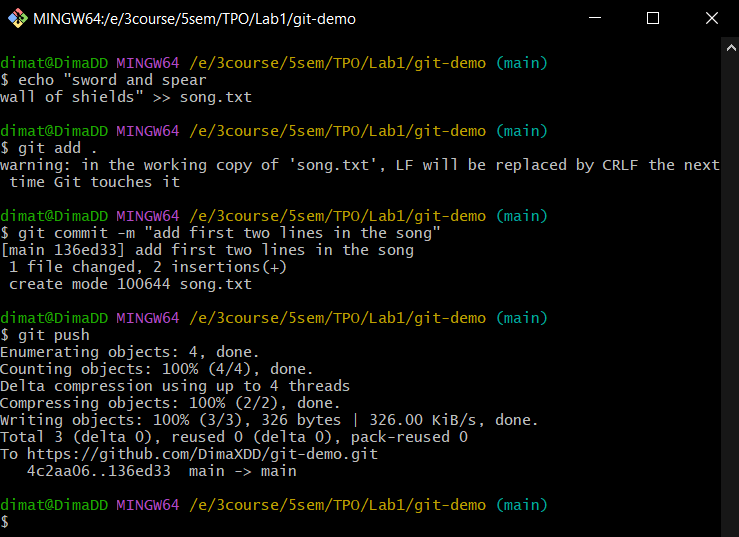 MINGW64:/e/3course/5sem/TPO/Lab1/git-demo
dimat@DimaDD MINGW64 /e/3course/5sem/TPO/Lab1/git-demo (main)
$ echo "sword and spear
wall of shields" >> song.txt
dimat@DimaDD MINGW64 /e/3course/5sem/TPO/Lab1/git-demo (main)
$ git add .
warning: in the working copy of 'song.txt', LF will be replaced by CRLF the next
 time Git touches it
dimat@DimaDD MINGW64 /e/3course/5sem/TPO/Lab1/git-demo (main)
$ git commit -m "add first two lines in the song"
[main 136ed33] add first two lines in the song
 1 file changed, 2 insertions(+)
 create mode 100644 song.txt
dimat@DimaDD MINGW64 /e/3course/5sem/TPO/Lab1/git-demo (main)
$ git push
Enumerating objects: 4, done.
Counting objects: 100% (4/4), done.
Delta compression using up to 4 threads
Compressing objects: 100% (2/2), done.
Writing objects: 100% (3/3), 326 bytes | 326.00 KiB/s, done.
Total 3 (delta 0), reused 0 (delta 0), pack-reused 0
To https://github.com/DimaXDD/git-demo.git
   4c2aa06..136ed33  main -> main
dimat@DimaDD MINGW64 /e/3course/5sem/TPO/Lab1/git-demo (main)
$